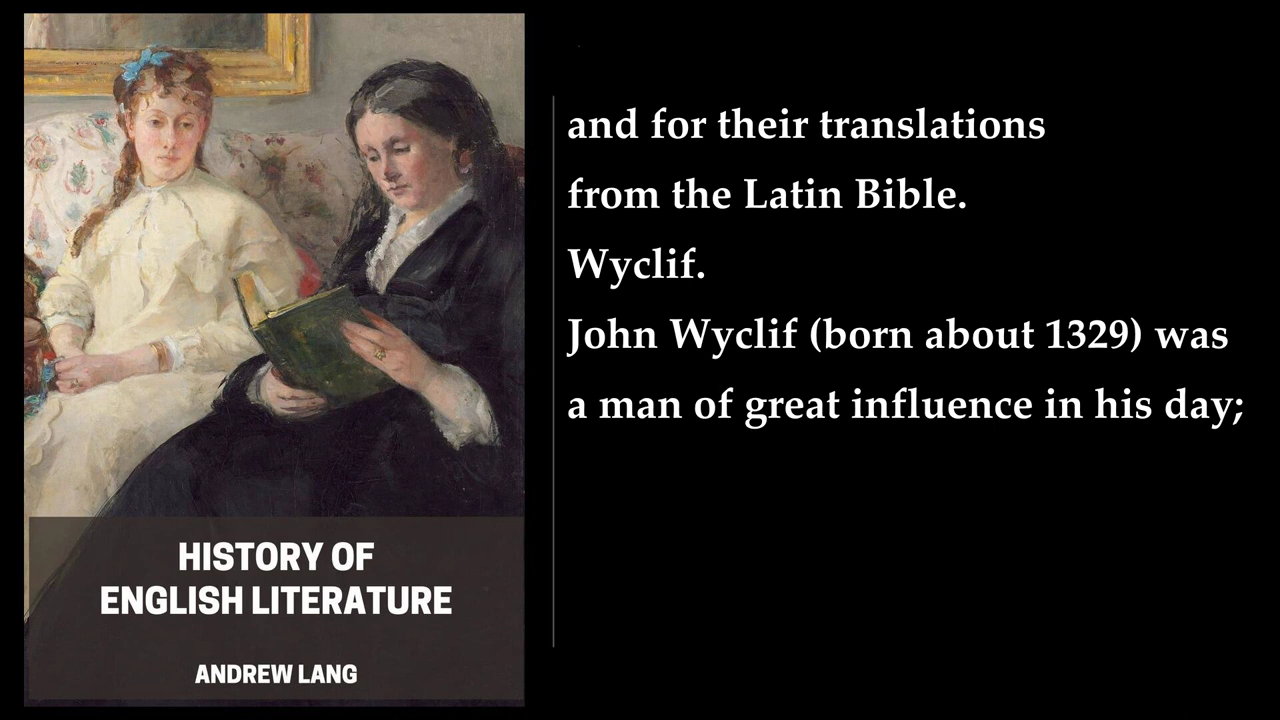 HISTORY OF
ENGLISH LITERATURE
ANDREW LANG
and for their translations
from the Latin Bible.
Wyclif.
John Wyclif (born about 1329) was
a man of great influence in his day;